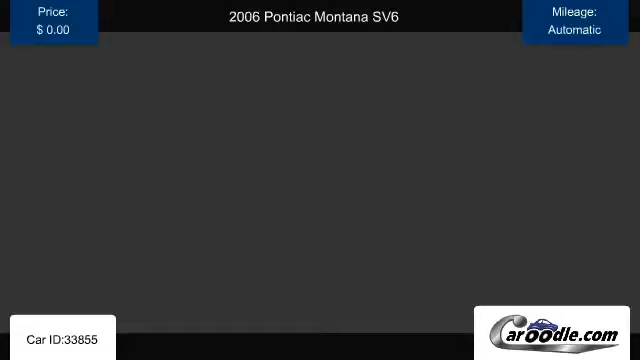 Price:
$ 0.00
2006 Pontiac Montana SV6
Mileage:
Automatic
Car ID:33855
Caroodle.com